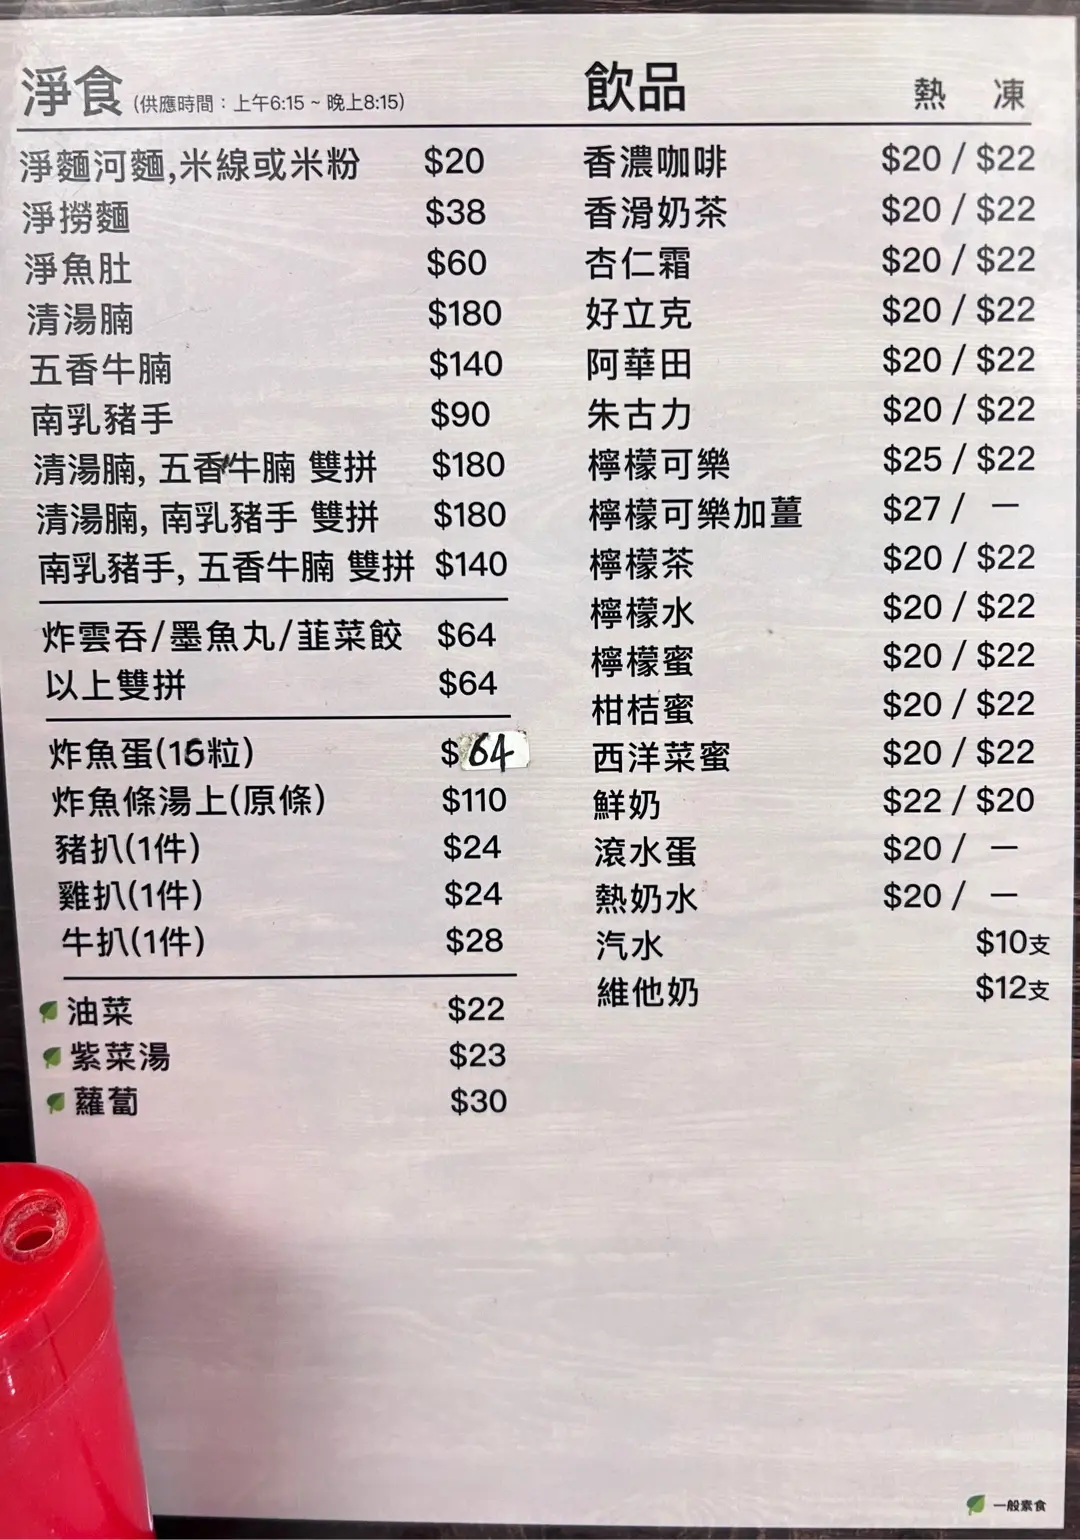 淨食 (供應時間：上午6:15 ~ 晚上8:15)
淨麵河麵,米線或米粉 $20
淨撈麵 $38
淨魚肚 $60
清湯腩 $180
五香牛腩 $140
南乳豬手 $90
清湯腩, 五香牛腩 雙拼 $180
清湯腩, 南乳豬手 雙拼 $180
南乳豬手, 五香牛腩 雙拼 $140
炸雲吞/墨魚丸/韮菜餃 $64
以上雙拼 $64
炸魚蛋(15粒) $64
炸魚條湯上(原條) $110
豬扒(1件) $24
雞扒(1件) $24
牛扒(1件) $28
油菜 $22
紫菜湯 $23
蘿蔔 $30
飲品 熱 凍
香濃咖啡 $20 / $22
香滑奶茶 $20 / $22
杏仁霜 $20 / $22
好立克 $20 / $22
阿華田 $20 / $22
朱古力 $20 / $22
檸檬可樂 $25 / $22
檸檬可樂加薑 $27 / —
檸檬茶 $20 / $22
檸檬水 $20 / $22
檸檬蜜 $20 / $22
柑桔蜜 $20 / $22
西洋菜蜜 $20 / $22
鮮奶 $22 / $20
滾水蛋 $20 / —
熱奶水 $20 / —
汽水 $10支
維他奶 $12支
一般素食